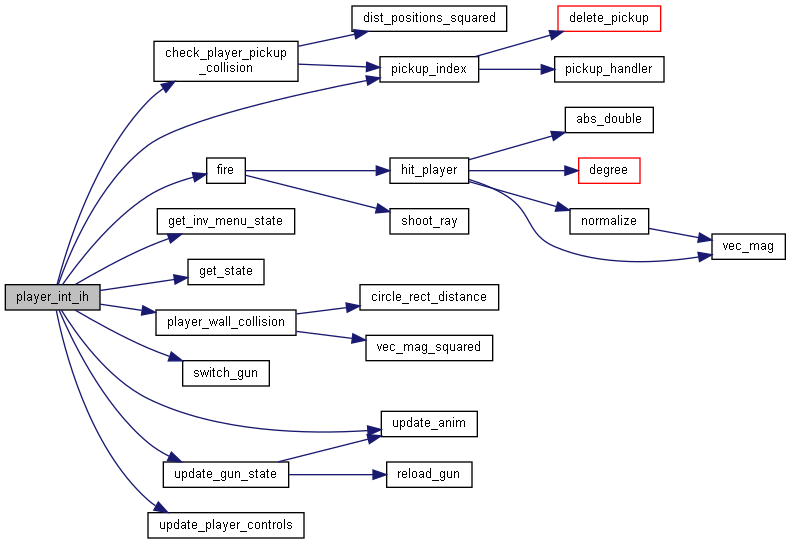 dist_positions_squared
delete_pickup
check_player_pickup
_collision
pickup_index
pickup_handler
abs_double
fire
hit_player
degree
get_inv_menu_state
shoot_ray
normalize
vec_mag
get_state
player_int_ih
circle_rect_distance
player_wall_collision
vec_mag_squared
switch_gun
update_anim
update_gun_state
reload_gun
update_player_controls